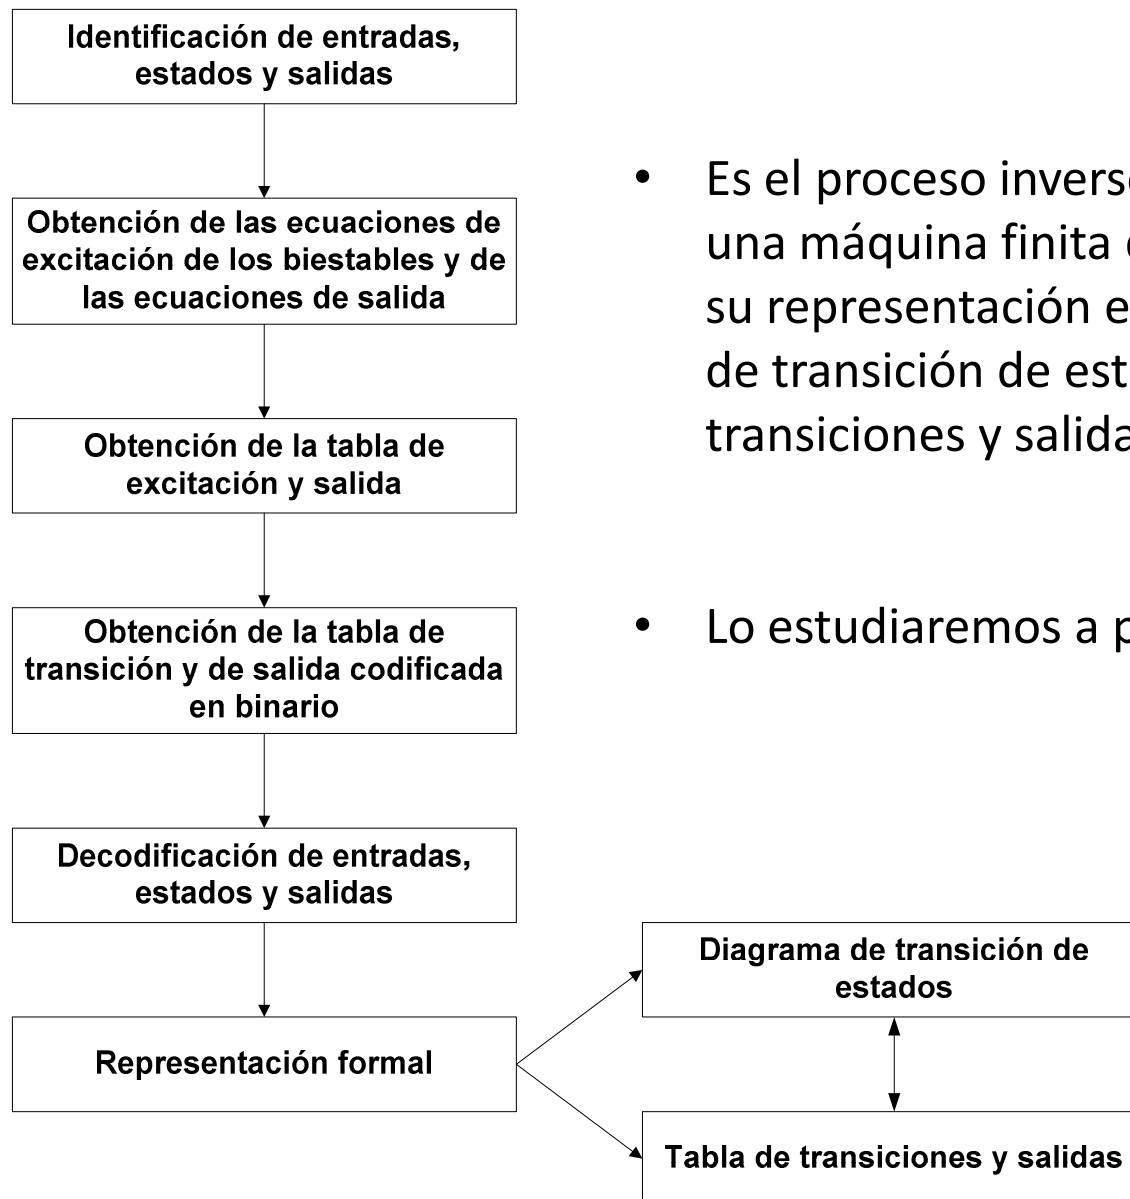 Identificación de entradas,
estados y salidas
Obtención de las ecuaciones de
excitación de los biestables y de
las ecuaciones de salida
Obtención de la tabla de
excitación y salida
Obtención de la tabla de
transición y de salida codificada
en binario
Decodificación de entradas,
estados y salidas
Representación formal
Diagrama de transición de
estados
Tabla de transiciones y salidas
• Es el proceso
una máquina finita
su representación
de transición de
transiciones y
• Lo estudiaremos a